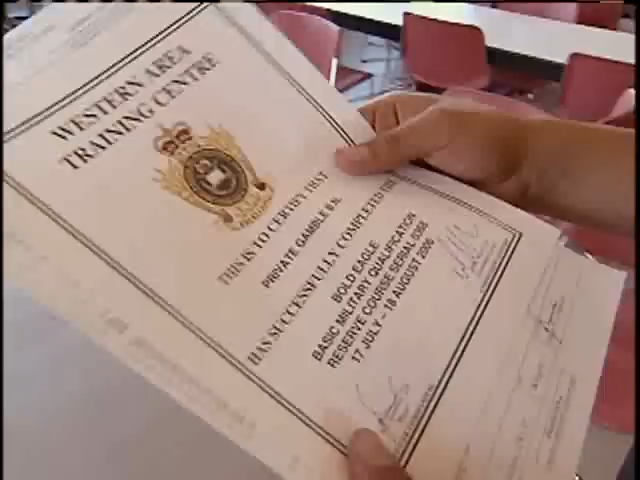 WESTERN AREA
TRAINING CENTRE
THIS IS TO CERTIFY THAT
PRIVATE GAMBLE B.N.
HAS SUCCESSFULLY COMPLETED THE
BOLD EAGLE
BASIC MILITARY QUALIFICATION
RESERVE COURSE SERIAL 0308
17 JULY – 18 AUGUST 2006